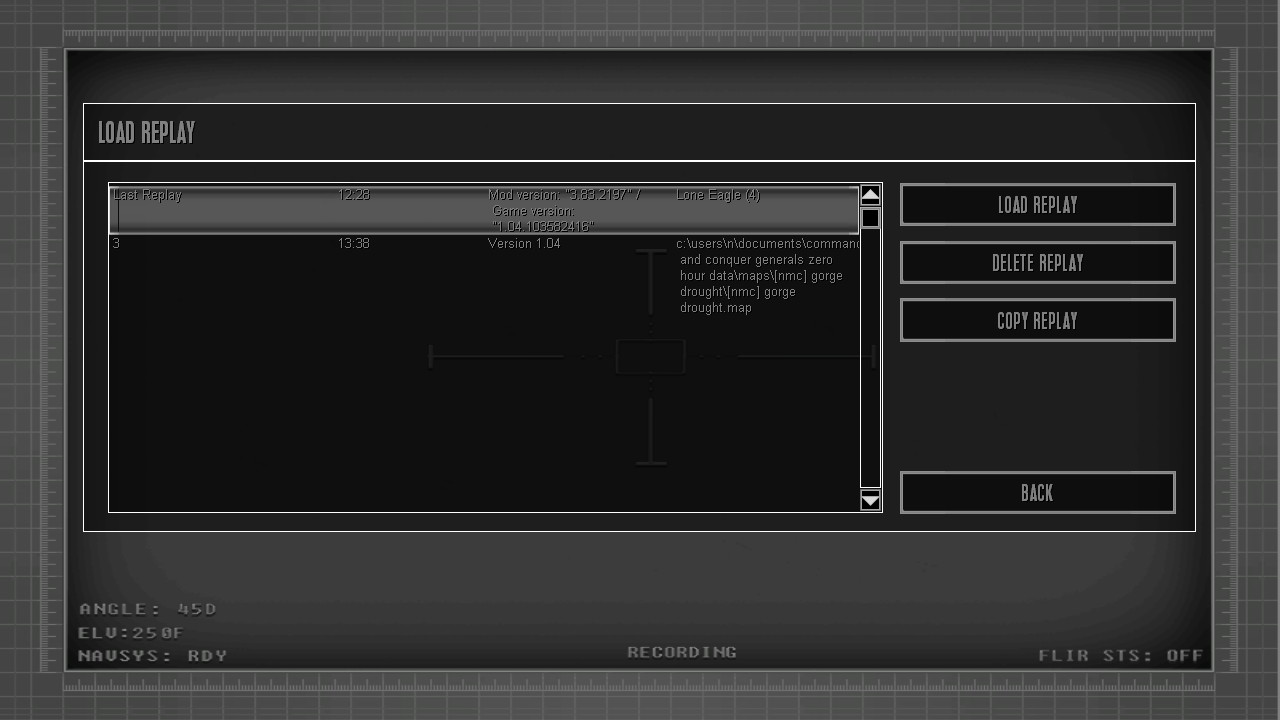 LOAD REPLAY
Last Replay 12:28 Mod version: "3.83.2197" / Lone Eagle (4)
Game version:
"1.04.103582416"
3 13:38 Version 1.04 c:\users\n\documents\command
and conquer generals zero
hour data\maps\[nmc] gorge
drought\[nmc] gorge
drought.map
LOAD REPLAY
DELETE REPLAY
COPY REPLAY
BACK
ANGLE: 45D
ELV:250F
NAVSYS: RDY
RECORDING
FLIR STS: OFF